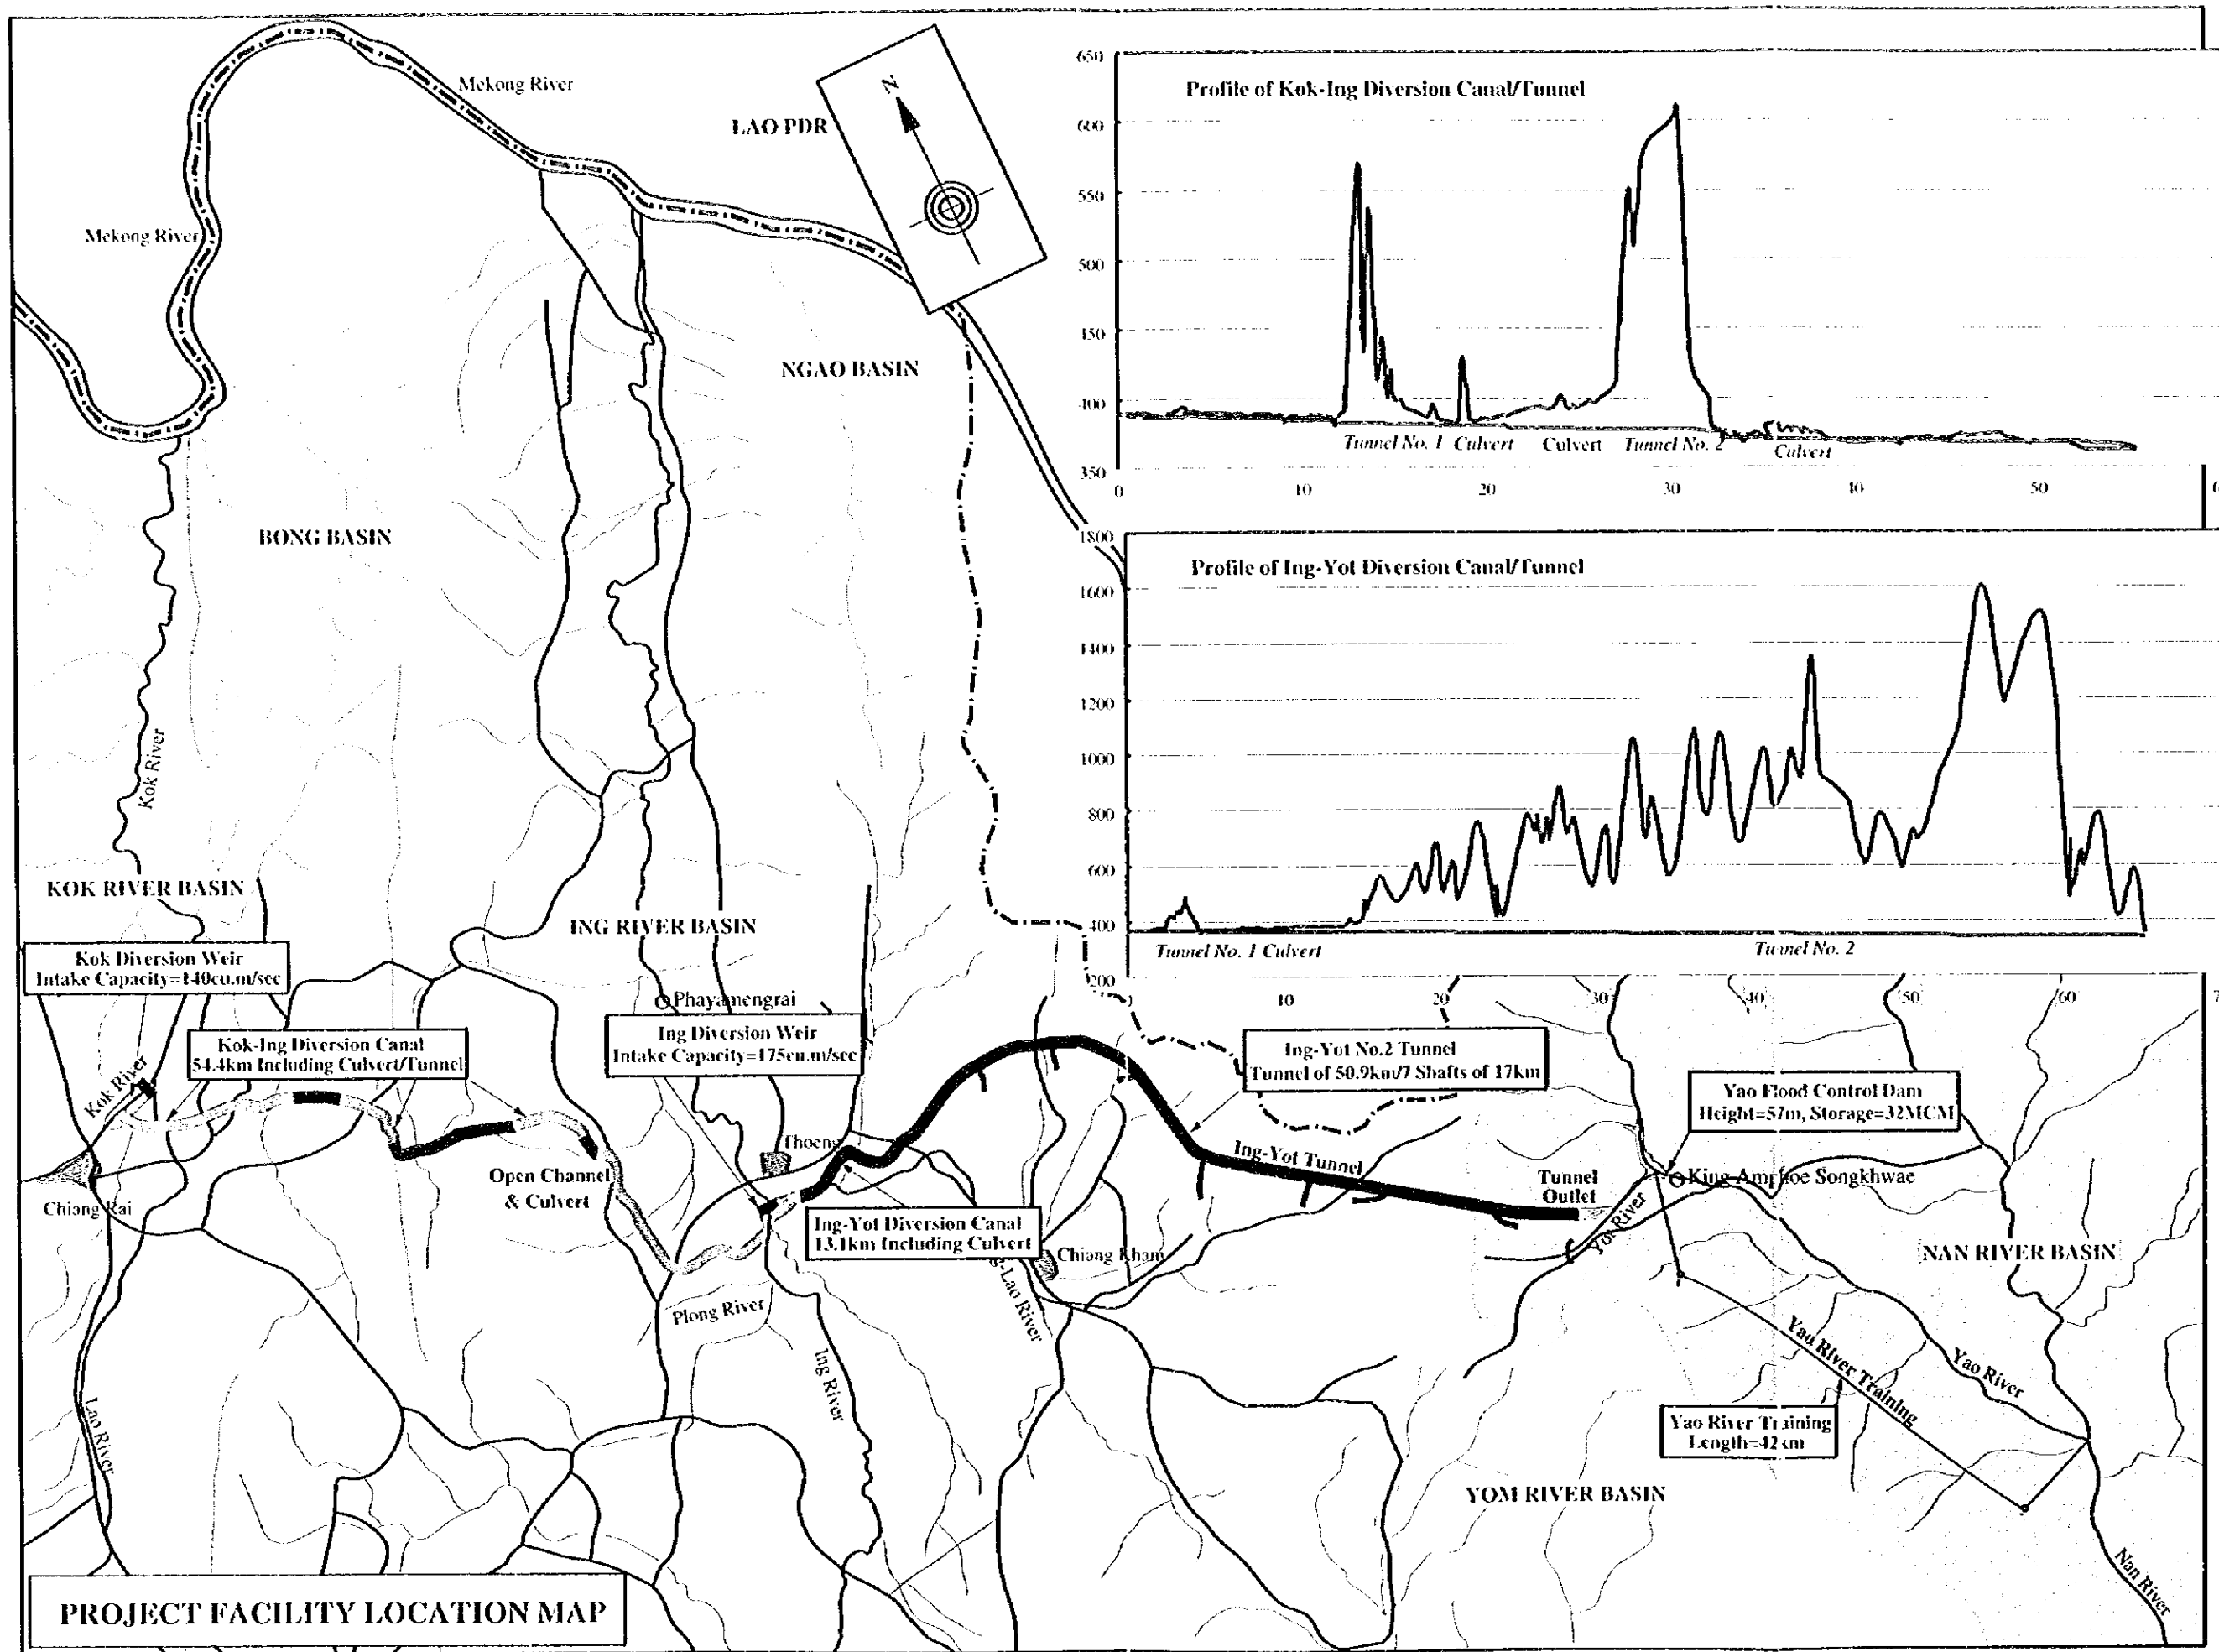 Mekong River
LAO PDR
N
Mekong River
NGAO BASIN
BONG BASIN
Kok River
KOK RIVER BASIN
ING RIVER BASIN
Kok Diversion Weir
Intake Capacity=140cu.m/sec
Phayamengrai
Kok-Ing Diversion Canal
54.4km Including Culvert/Tunnel
Ing Diversion Weir
Intake Capacity=175cu.m/sec
Ing-Yot No.2 Tunnel
Tunnel of 50.9km/7 Shafts of 17km
Yao Flood Control Dam
Height=57m, Storage=32MCM
Kok River
Thoeng
Ing-Yot Tunnel
Open Channel
& Culvert
Tunnel
Outlet
King Amphoe Songkhwae
Chiang Rai
Ing-Yot Diversion Canal
13.1km Including Culvert
Yot River
Chiang Kham
NAN RIVER BASIN
Plong River
-Lao River
Ing River
Lao River
Yao River Training
Yao River
Yao River Training
Length=42km
YOM RIVER BASIN
Nan River
PROJECT FACILITY LOCATION MAP
Profile of Kok-Ing Diversion Canal/Tunnel
650
600
550
500
450
400
350
Tunnel No. 1 Culvert Culvert Tunnel No. 2
Culvert
0 10 20 30 40 50 6
Profile of Ing-Yot Diversion Canal/Tunnel
1800
1600
1400
1200
1000
800
600
400
200
Tunnel No. 1 Culvert Tunnel No. 2
10 20 30 40 50 60 7